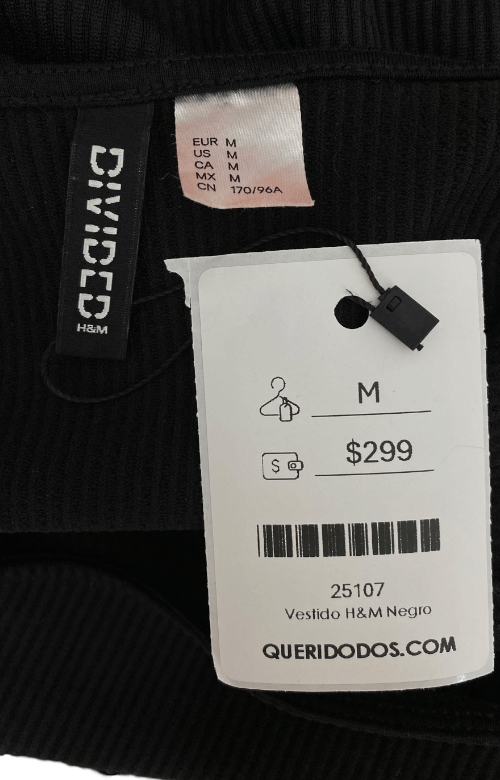 DIVIDED
H&M
EUR M
US M
CA M
MX M
CN 170/96A
M
$
$299
25107
Vestido H&M Negro
QUERIDODOS.COM